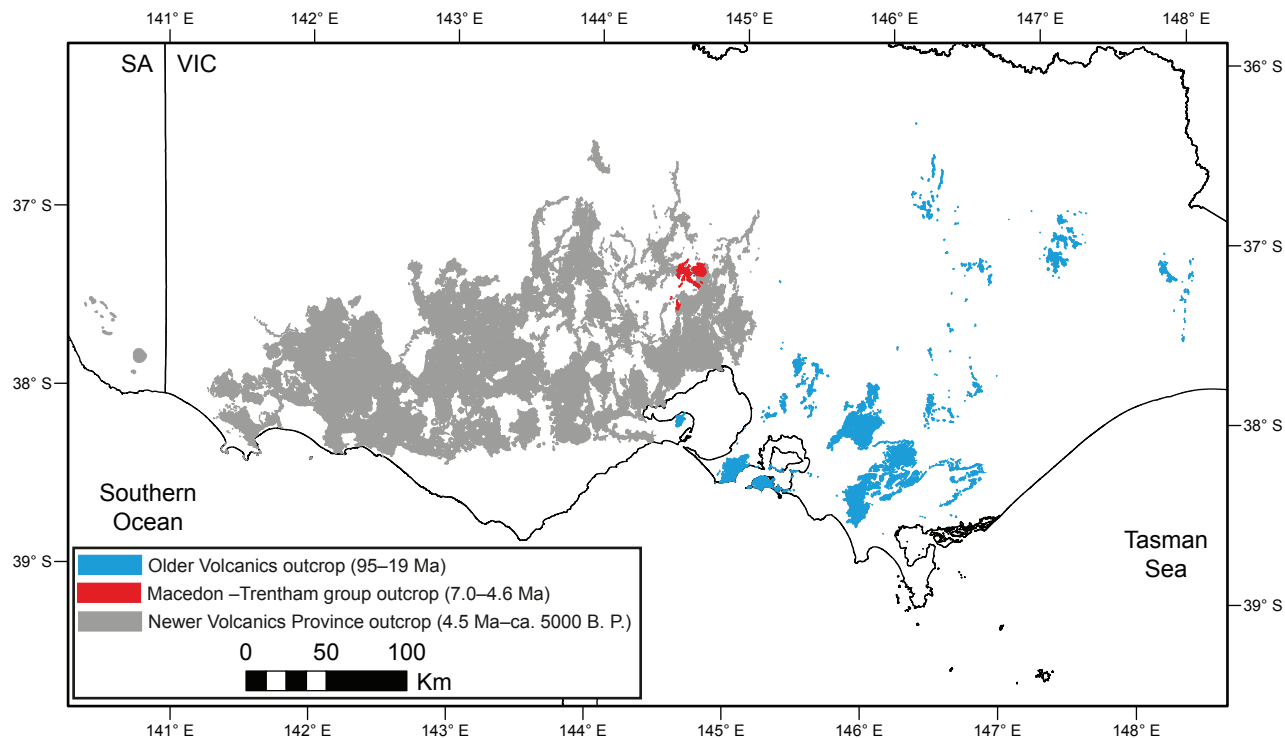 141° E 142° E 143° E 144° E 145° E 146° E 147° E 148° E
SA VIC
36° S
37° S
37° S
38° S
38° S
39° S
39° S
Southern
Ocean
Tasman
Sea
Older Volcanics outcrop (95–19 Ma)
Macedon –Trentham group outcrop (7.0–4.6 Ma)
Newer Volcanics Province outcrop (4.5 Ma–ca. 5000 B. P.)
0 50 100
Km
141° E 142° E 143° E 144° E 145° E 146° E 147° E 148° E